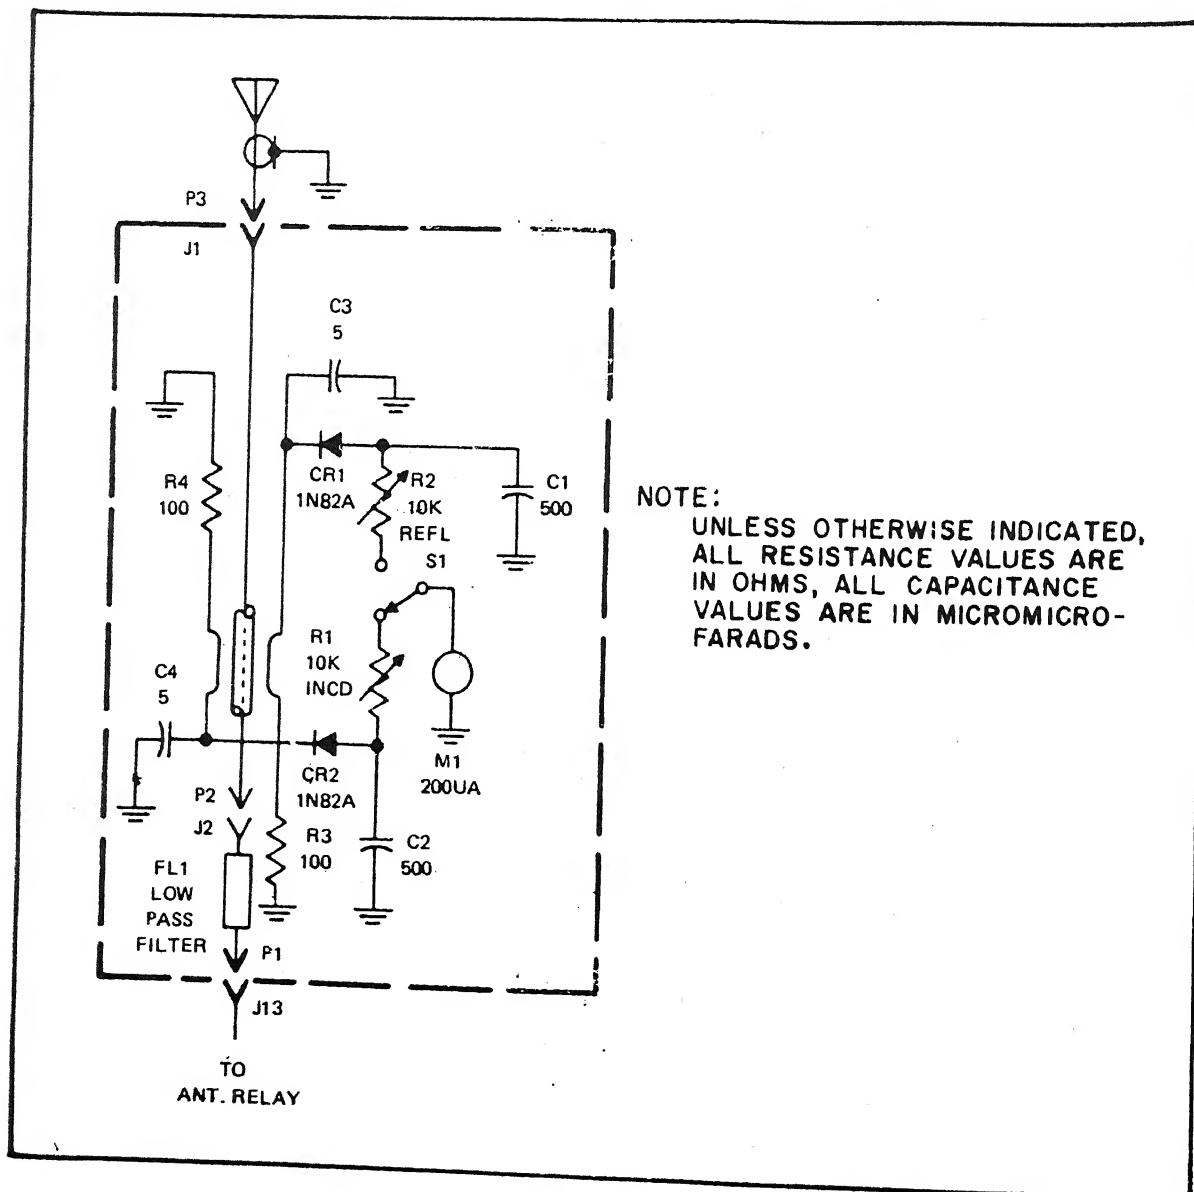 P3
J1
C3
5
R4
100
CR1
1N82A
R2
10K
REFL
S1
C1
500
NOTE:
UNLESS OTHERWISE INDICATED,
ALL RESISTANCE VALUES ARE
IN OHMS, ALL CAPACITANCE
VALUES ARE IN MICROMICRO-
FARADS.
R1
10K
INCD
C4
5
M1
200UA
CR2
1N82A
P2
J2
R3
100
C2
500
FL1
LOW
PASS
FILTER
P1
J13
TO
ANT. RELAY